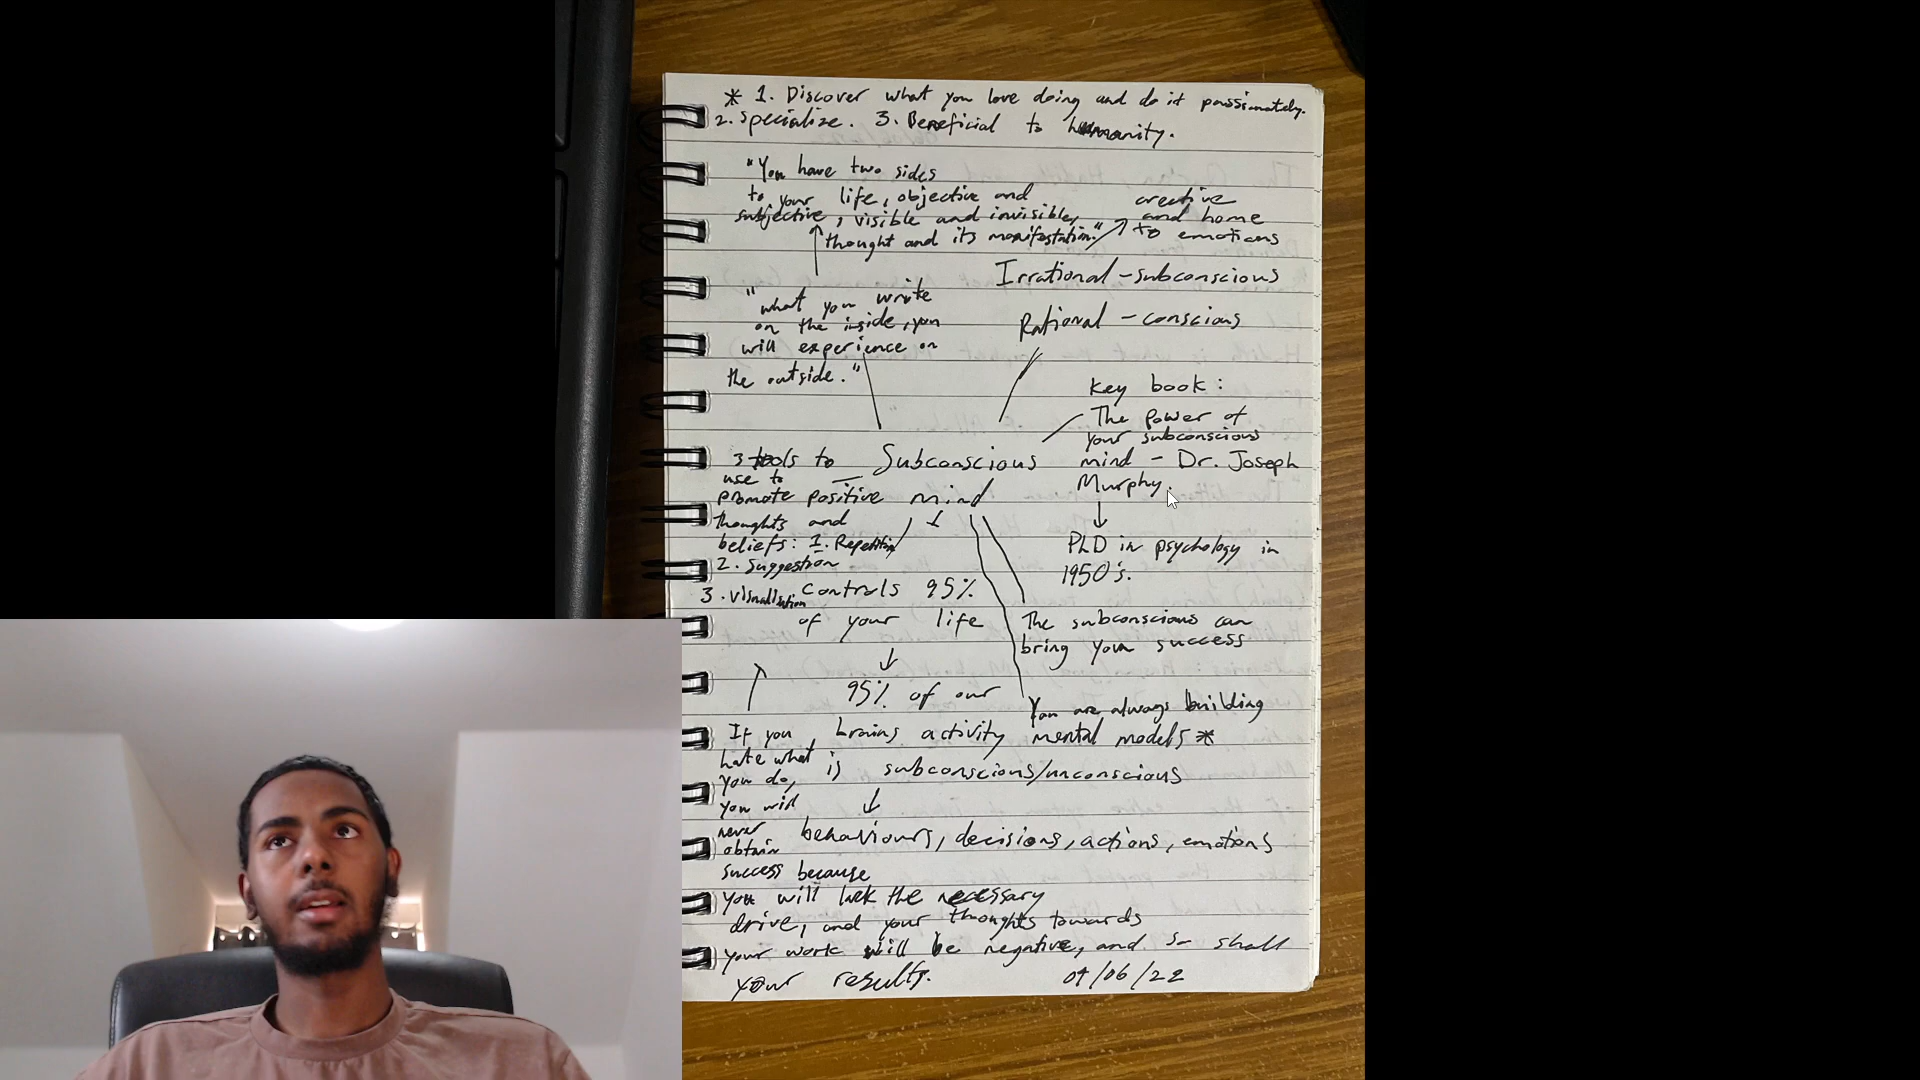 * 1. Discover what you love doing and do it passionately.
2. Specialize. 3. Beneficial to humanity.
"You have two sides
to your life, objective and
subjective, visible and invisible,
thought and its manifestation."
creative
and home
to emotions
Irrational - subconscious
Rational - conscious
"what you write
on the inside, you
will experience on
the outside."
Key book:
The power of
your subconscious
mind - Dr. Joseph
Murphy.
PhD in psychology in
1950's.
3 tools to
use to
promote positive
thoughts and
beliefs: 1. Repetition
2. Suggestion
3. visualisation
Subconscious
mind
controls 95%
of your life
The subconscious can
bring you success
95% of our
brains activity
is subconscious/unconscious
You are always building
mental models *
behaviours, decisions, actions, emotions
If you
hate what
you do,
you will
never
obtain
success because
you will lack the necessary
drive, and your thoughts towards
your work will be negative, and so shall
your results.
/06/22